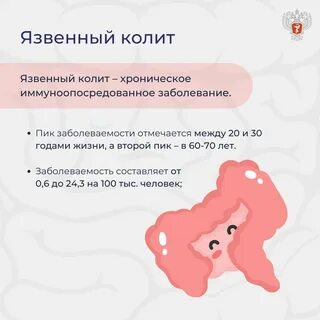 Язвенный колит
Язвенный колит – хроническое
иммуноопосредованное заболевание.
• Пик заболеваемости отмечается между 20 и 30
годами жизни, а второй пик – в 60-70 лет.
• Заболеваемость составляет от
0,6 до 24,3 на 100 тыс. человек;